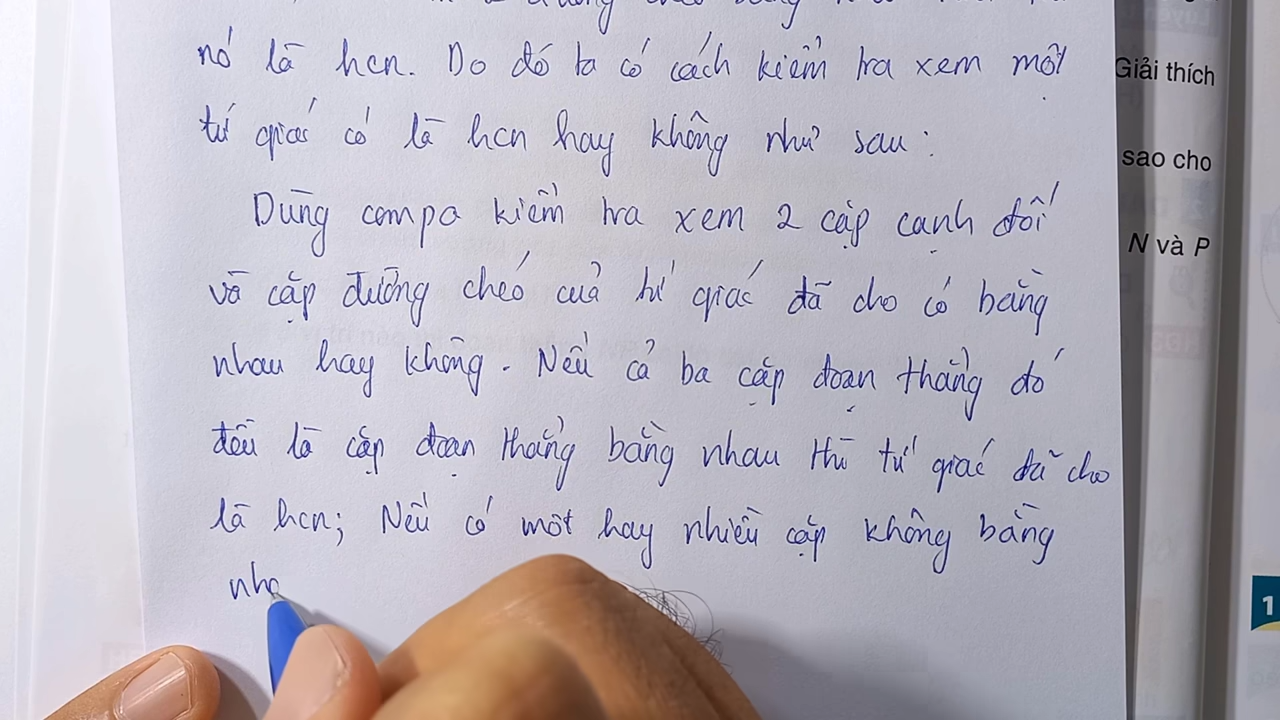 nó là hcn. Do đó ta có cách kiểm tra xem một
tứ giác có là hcn hay không như sau:
Dùng compa kiểm tra xem 2 cặp cạnh đối
và cặp đường chéo của tứ giác đã cho có bằng
nhau hay không. Nếu cả ba cặp đoạn thẳng đó
đều là cặp đoạn thẳng bằng nhau thì tứ giác đã cho
là hcn; Nếu có một hay nhiều cặp không bằng
nha
Giải thích
sao cho
N và P
1